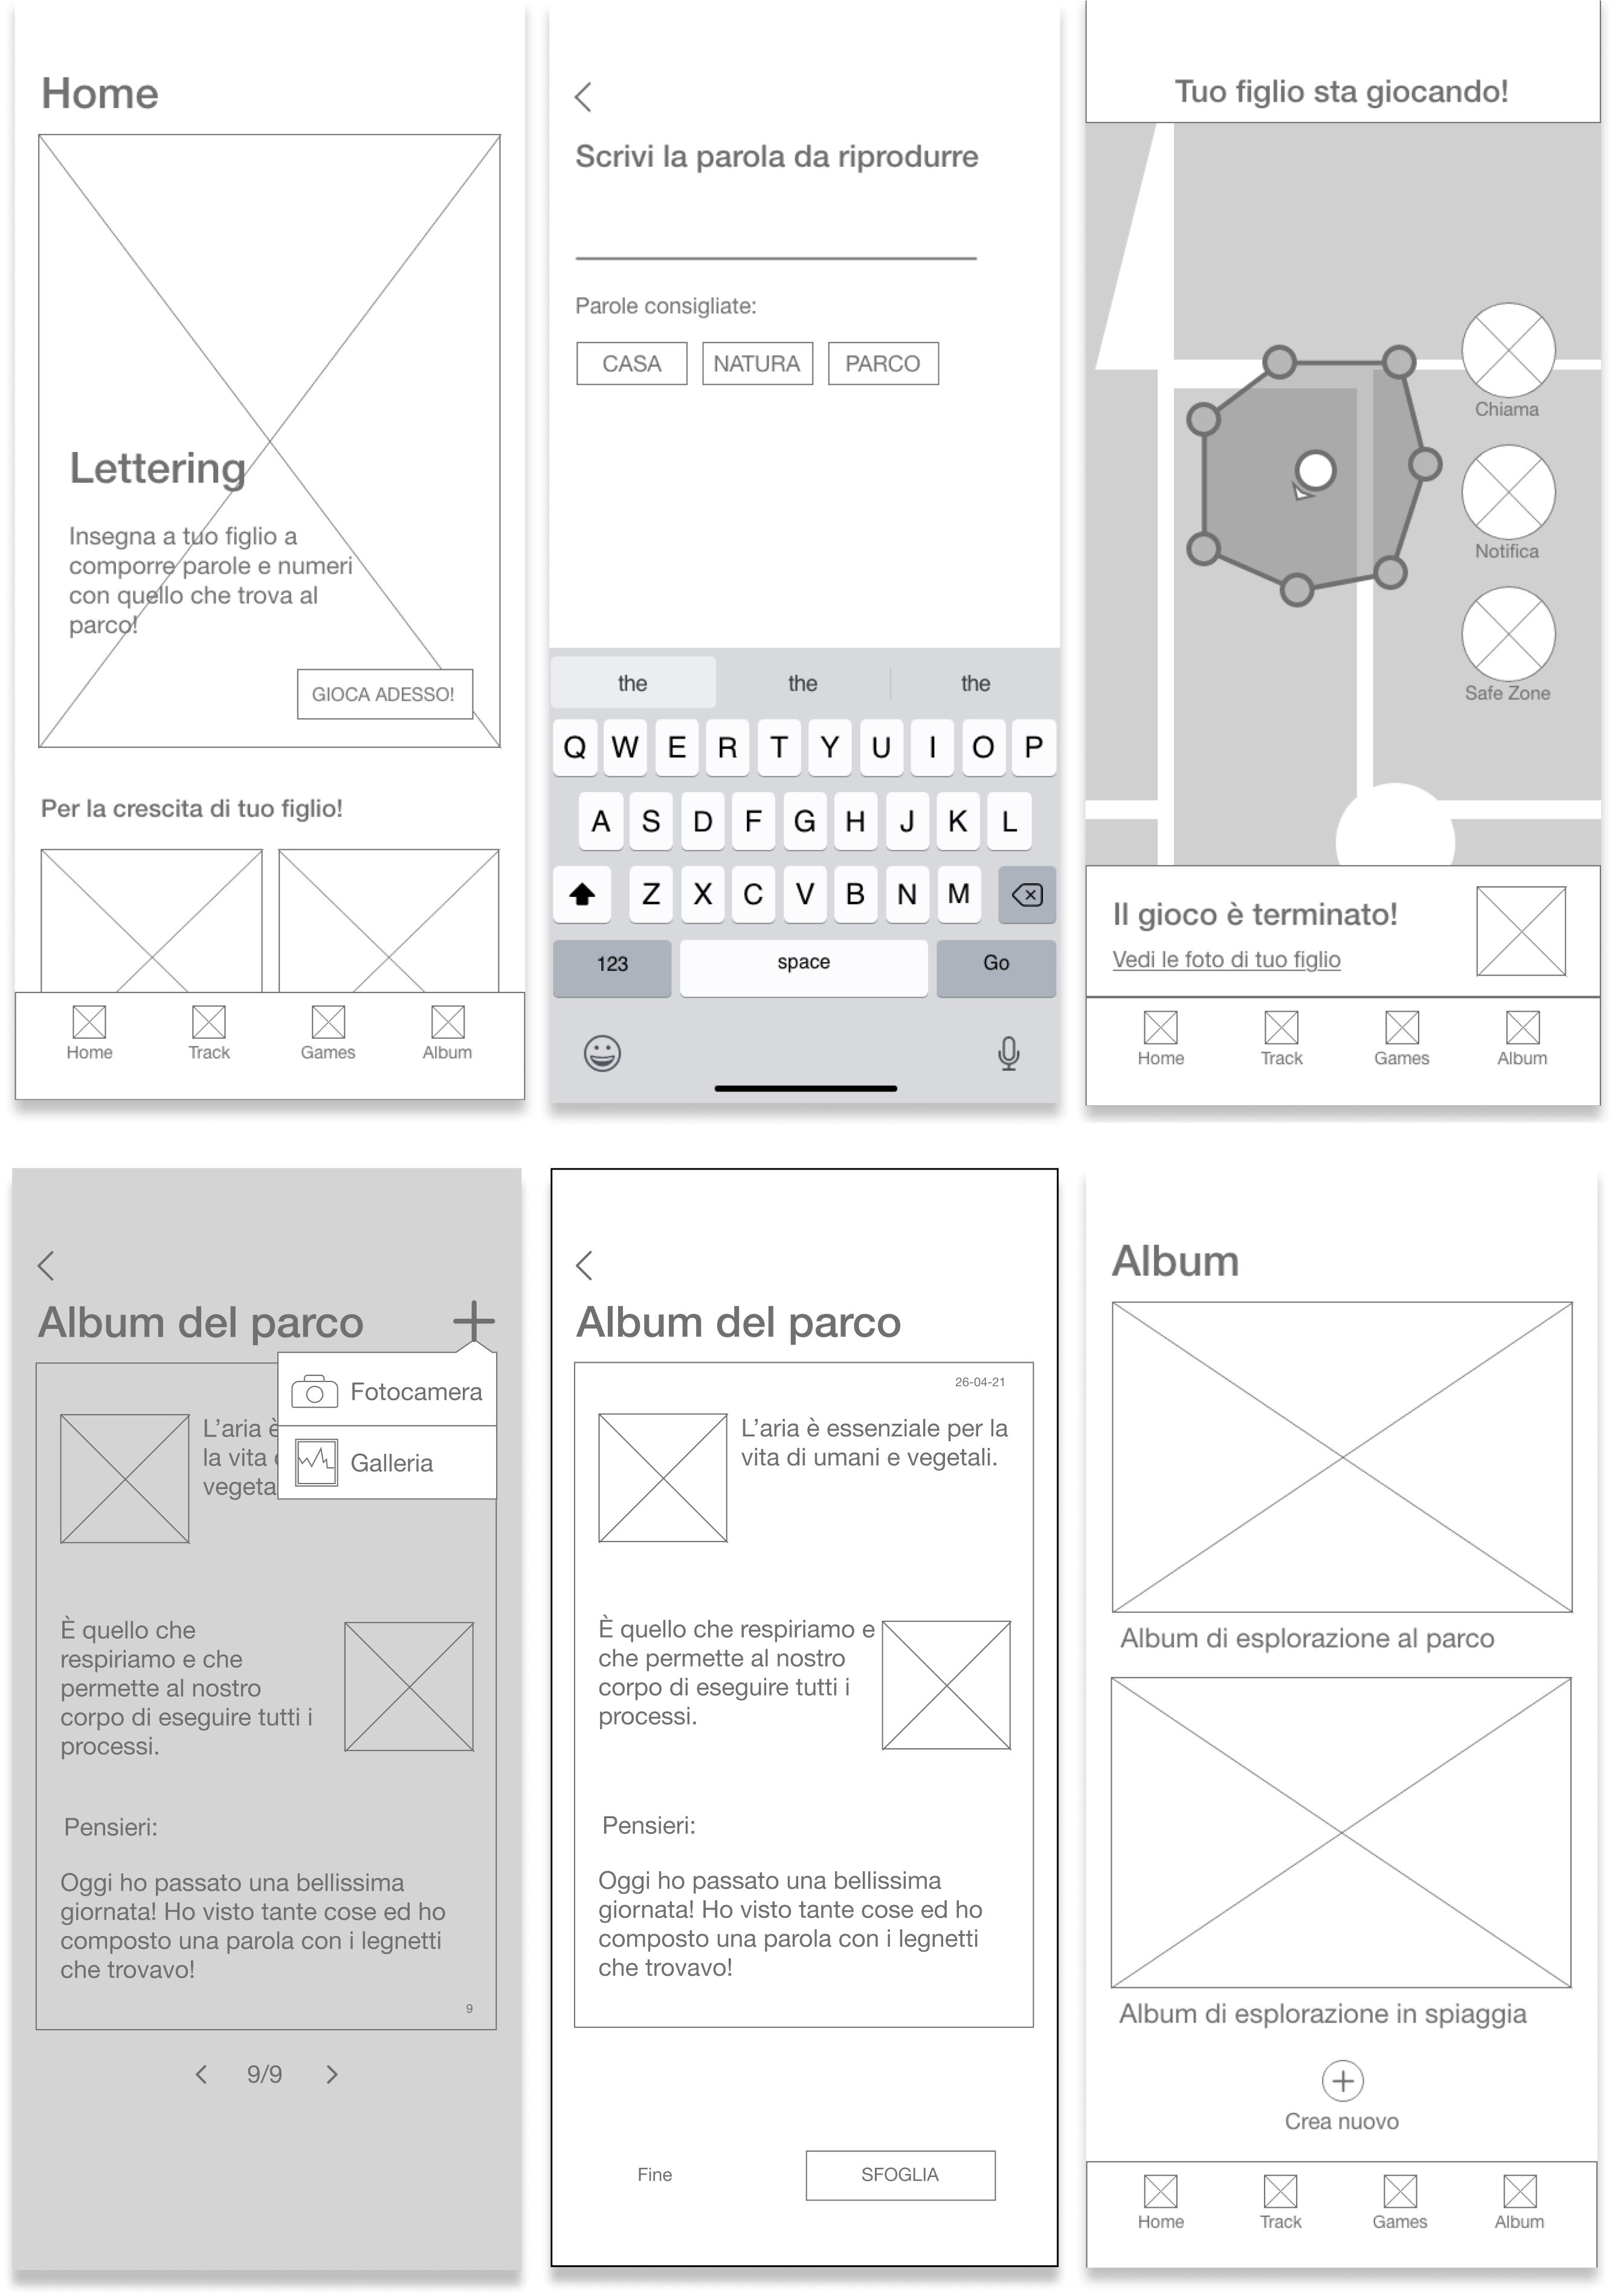 Home
Lettering
Insegna a tuo figlio a
comporre parole e numeri
con quello che trova al
parco!
GIOCA ADESSO!
Per la crescita di tuo figlio!
Home Track Games Album
Scrivi la parola da riprodurre
Parole consigliate:
CASA NATURA PARCO
the the the
Q W E R T Y U I O P
A S D F G H J K L
Z X C V B N M
123 space Go
Tuo figlio sta giocando!
Chiama
Notifica
Safe Zone
Il gioco è terminato!
Vedi le foto di tuo figlio
Home Track Games Album
Album del parco
Fotocamera
Galleria
L'aria è
la vita
vegeta
È quello che
respiriamo e che
permette al nostro
corpo di eseguire tutti i
processi.
Pensieri:
Oggi ho passato una bellissima
giornata! Ho visto tante cose ed ho
composto una parola con i legnetti
che trovavo!
9
9/9
Album del parco
26-04-21
L'aria è essenziale per la
vita di umani e vegetali.
È quello che respiriamo e
che permette al nostro
corpo di eseguire tutti i
processi.
Pensieri:
Oggi ho passato una bellissima
giornata! Ho visto tante cose ed ho
composto una parola con i legnetti
che trovavo!
Fine SFOGLIA
Album
Album di esplorazione al parco
Album di esplorazione in spiaggia
Crea nuovo
Home Track Games Album